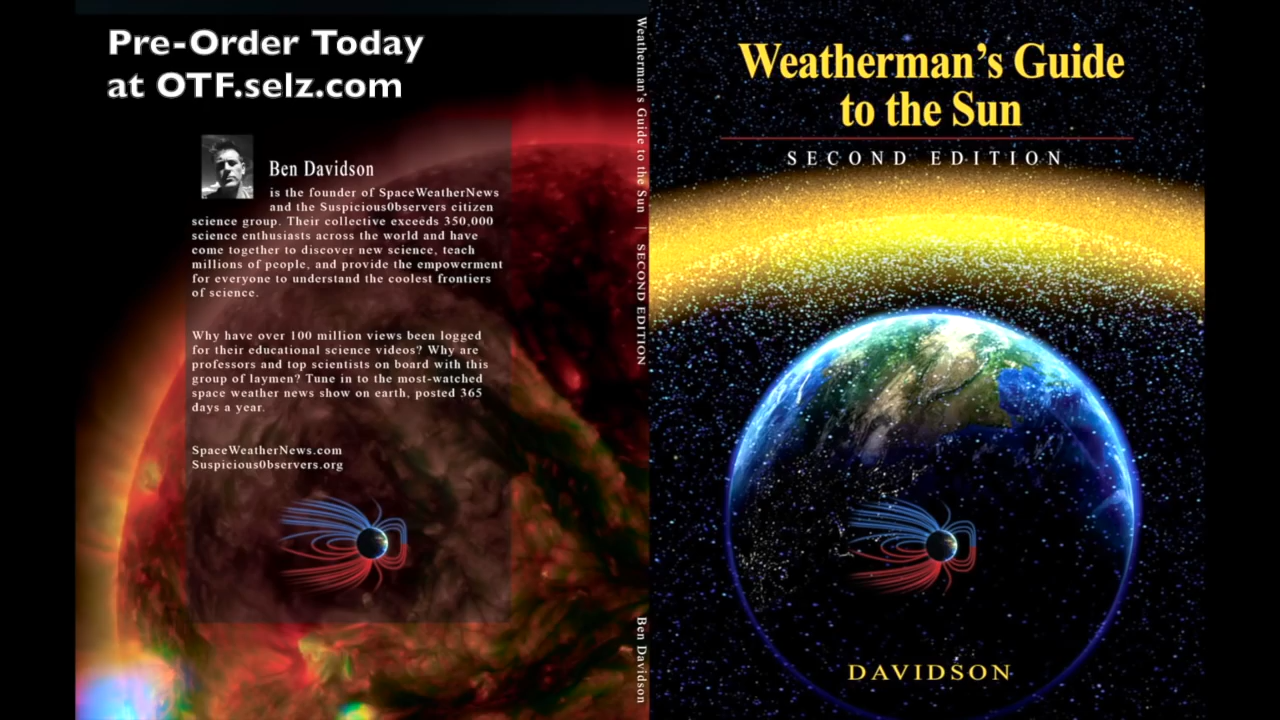 Pre-Order Today
at OTF.selz.com
Ben Davidson
is the founder of SpaceWeatherNews
and the Suspicious0bservers citizen
science group. Their collective exceeds 350,000
science enthusiasts across the world and have
come together to discover new science, teach
millions of people, and provide the empowerment
for everyone to understand the coolest frontiers
of science.
Why have over 100 million views been logged
for their educational science videos? Why are
professors and top scientists on board with this
group of laymen? Tune in to the most-watched
space weather news show on earth, posted 365
days a year.
SpaceWeatherNews.com
Suspicious0bservers.org
Weatherman's Guide to the Sun | SECOND EDITION
Ben Davidson
Weatherman's Guide
to the Sun
SECOND EDITION
DAVIDSON